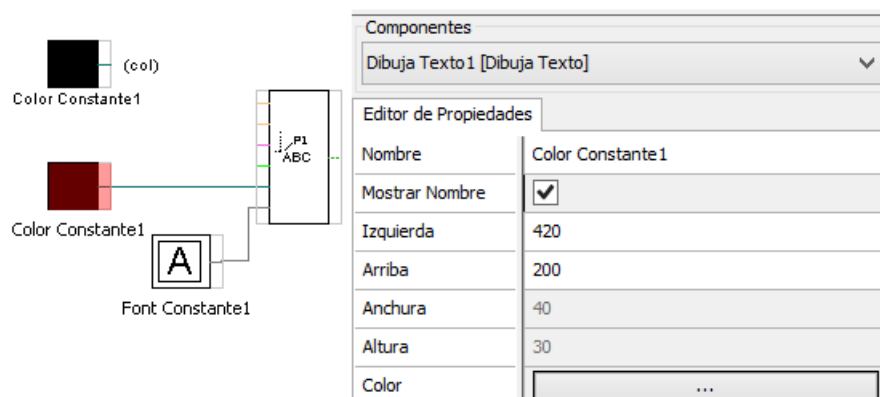 (col)
Color Constante1
P1
ABC
Color Constante1
A
Font Constante1
Componentes
Dibuja Texto1 [Dibuja Texto]
Editor de Propiedades
Nombre Color Constante1
Mostrar Nombre
Izquierda 420
Arriba 200
Anchura 40
Altura 30
Color ...